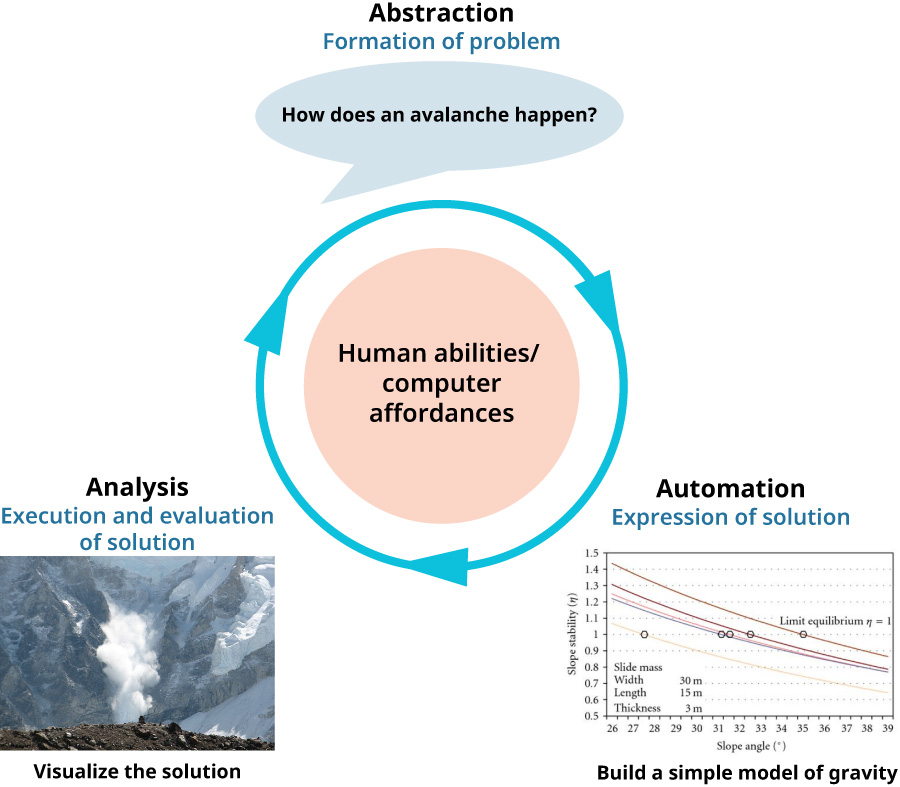 Abstraction
Formation of problem
How does an avalanche happen?
Human abilities/
computer
affordances
Analysis
Execution and evaluation
of solution
Visualize the solution
Automation
Expression of solution
1.5
1.4
1.3
1.2
1.1
1
0.9
0.8
0.7
0.6
0.5
Slope stability (η)
Limit equilibrium η = 1
Slide mass
Width 30 m
Length 15 m
Thickness 3 m
26 27 28 29 30 31 32 33 34 35 36 37 38 39
Slope angle (°)
Build a simple model of gravity